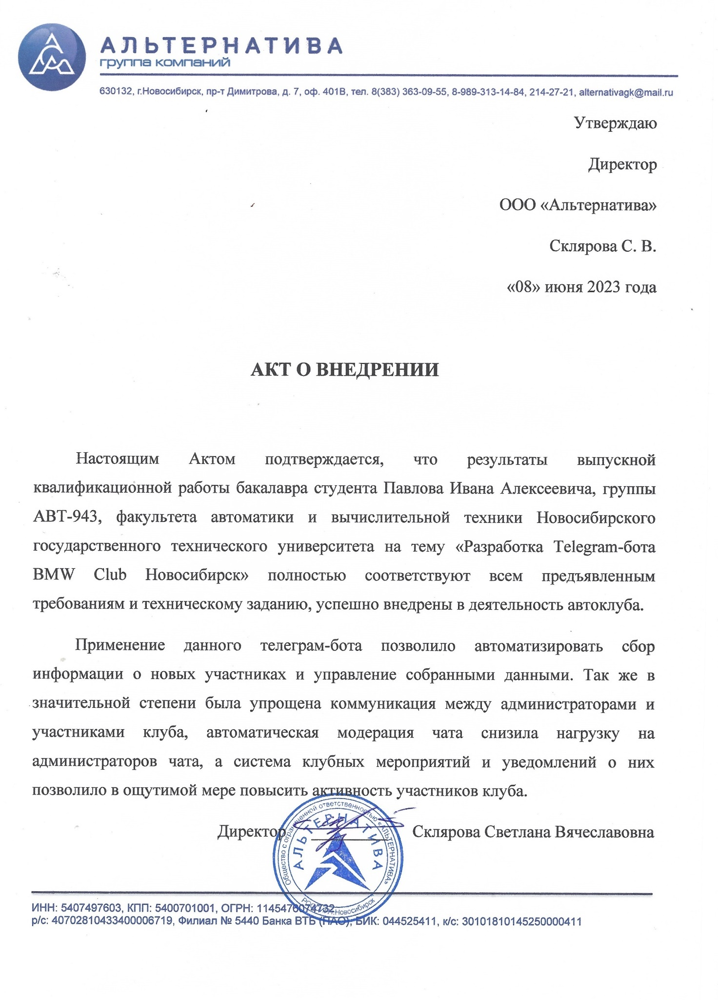 АЛЬТЕРНАТИВА
группа компаний
630132, г.Новосибирск, пр-т Димитрова, д. 7, оф. 401В, тел. 8(383) 363-09-55, 8-989-313-14-84, 214-27-21, alternativagk@mail.ru
Утверждаю
Директор
ООО «Альтернатива»
Склярова С. В.
«08» июня 2023 года
АКТ О ВНЕДРЕНИИ
Настоящим Актом подтверждается, что результаты выпускной
квалификационной работы бакалавра студента Павлова Ивана Алексеевича, группы
АВТ-943, факультета автоматики и вычислительной техники Новосибирского
государственного технического университета на тему «Разработка Telegram-бота
BMW Club Новосибирск» полностью соответствуют всем предъявленным
требованиям и техническому заданию, успешно внедрены в деятельность автоклуба.
Применение данного телеграм-бота позволило автоматизировать сбор
информации о новых участниках и управление собранными данными. Так же в
значительной степени была упрощена коммуникация между администраторами и
участниками клуба, автоматическая модерация чата снизила нагрузку на
администраторов чата, а система клубных мероприятий и уведомлений о них
позволило в ощутимой мере повысить активность участников клуба.
Директор Склярова Светлана Вячеславовна
Общество с ограниченной ответственностью «АЛЬТЕРНАТИВА»
АЛЬТЕРНАТИВА
РОССИЯ г.Новосибирск
ИНН: 5407497603, КПП: 5400701001, ОГРН: 1145476074732
р/с: 40702810433400006719, Филиал № 5440 Банка ВТБ (ПАО), БИК: 044525411, к/с: 30101810145250000411